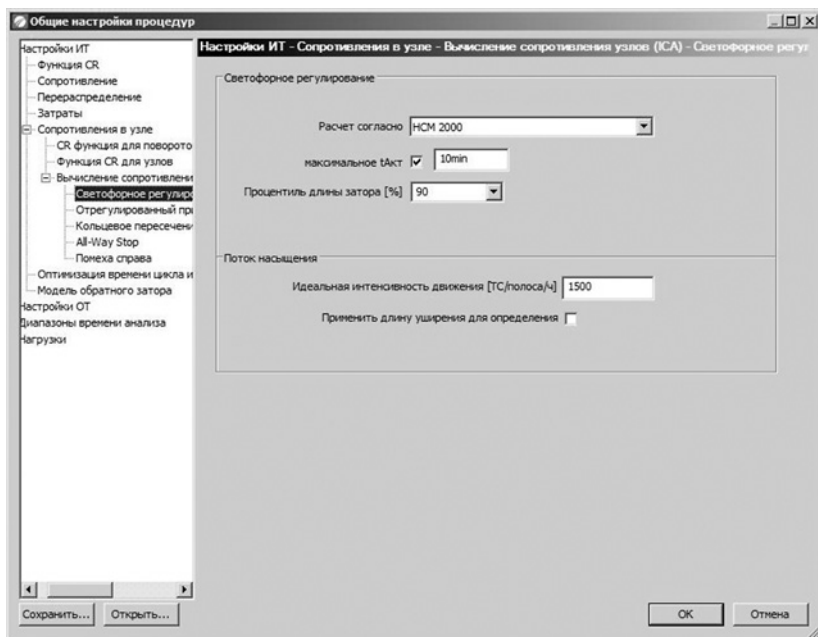 Общие настройки процедур
Настройки ИТ
Функция CR
Сопротивление
Перераспределение
Затраты
Сопротивления в узле
CR функция для поворото
Функция CR для узлов
Вычисление сопротивлени
Светофорное регулиро
Отрегулированный при
Кольцевое пересечени
All-Way Stop
Помеха справа
Оптимизация времени цикла и
Модель обратного затора
Настройки ОТ
Диапазоны времени анализа
Нагрузки
Сохранить... Открыть...
Настройки ИТ - Сопротивления в узле - Вычисление сопротивления узлов (ICA) - Светофорное регул
Светофорное регулирование
Расчет согласно HCM 2000
максимальное tАкт 10min
Процентиль длины затора [%] 90
Поток насыщения
Идеальная интенсивность движения [ТС/полоса/ч] 1500
Применить длину уширения для определения
OK Отмена